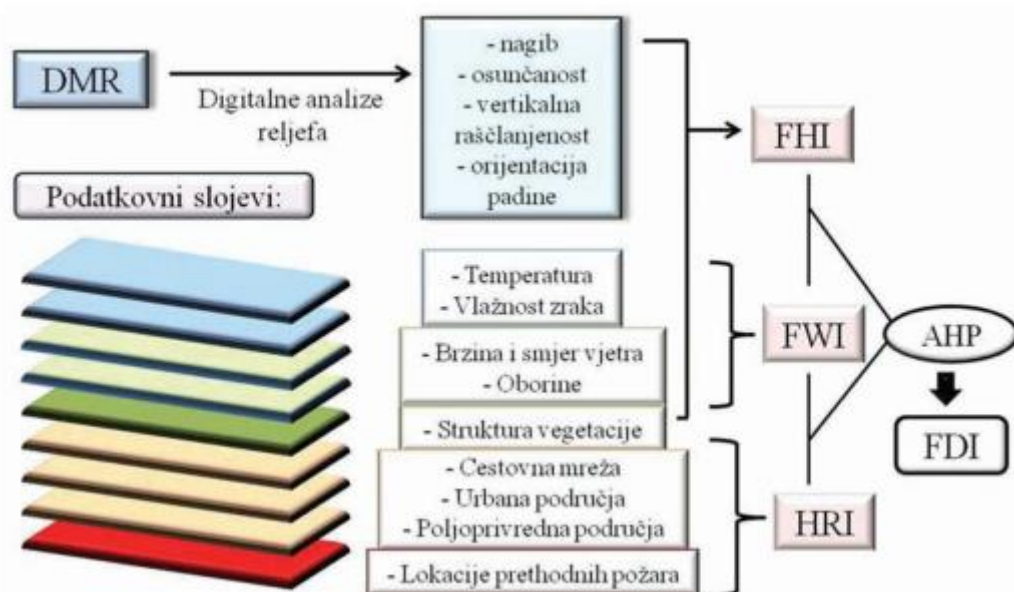 DMR
Digitalne analize
reljefa
- nagib
- osunčanost
- vertikalna
raščlanjenost
- orijentacija
padine
FHI
Podatkovni slojevi:
- Temperatura
- Vlažnost zraka
- Brzina i smjer vjetra
- Oborine
- Struktura vegetacije
- Cestovna mreža
- Urbana područja
- Poljoprivredna područja
- Lokacije prethodnih požara
FWI
AHP
FDI
HRI